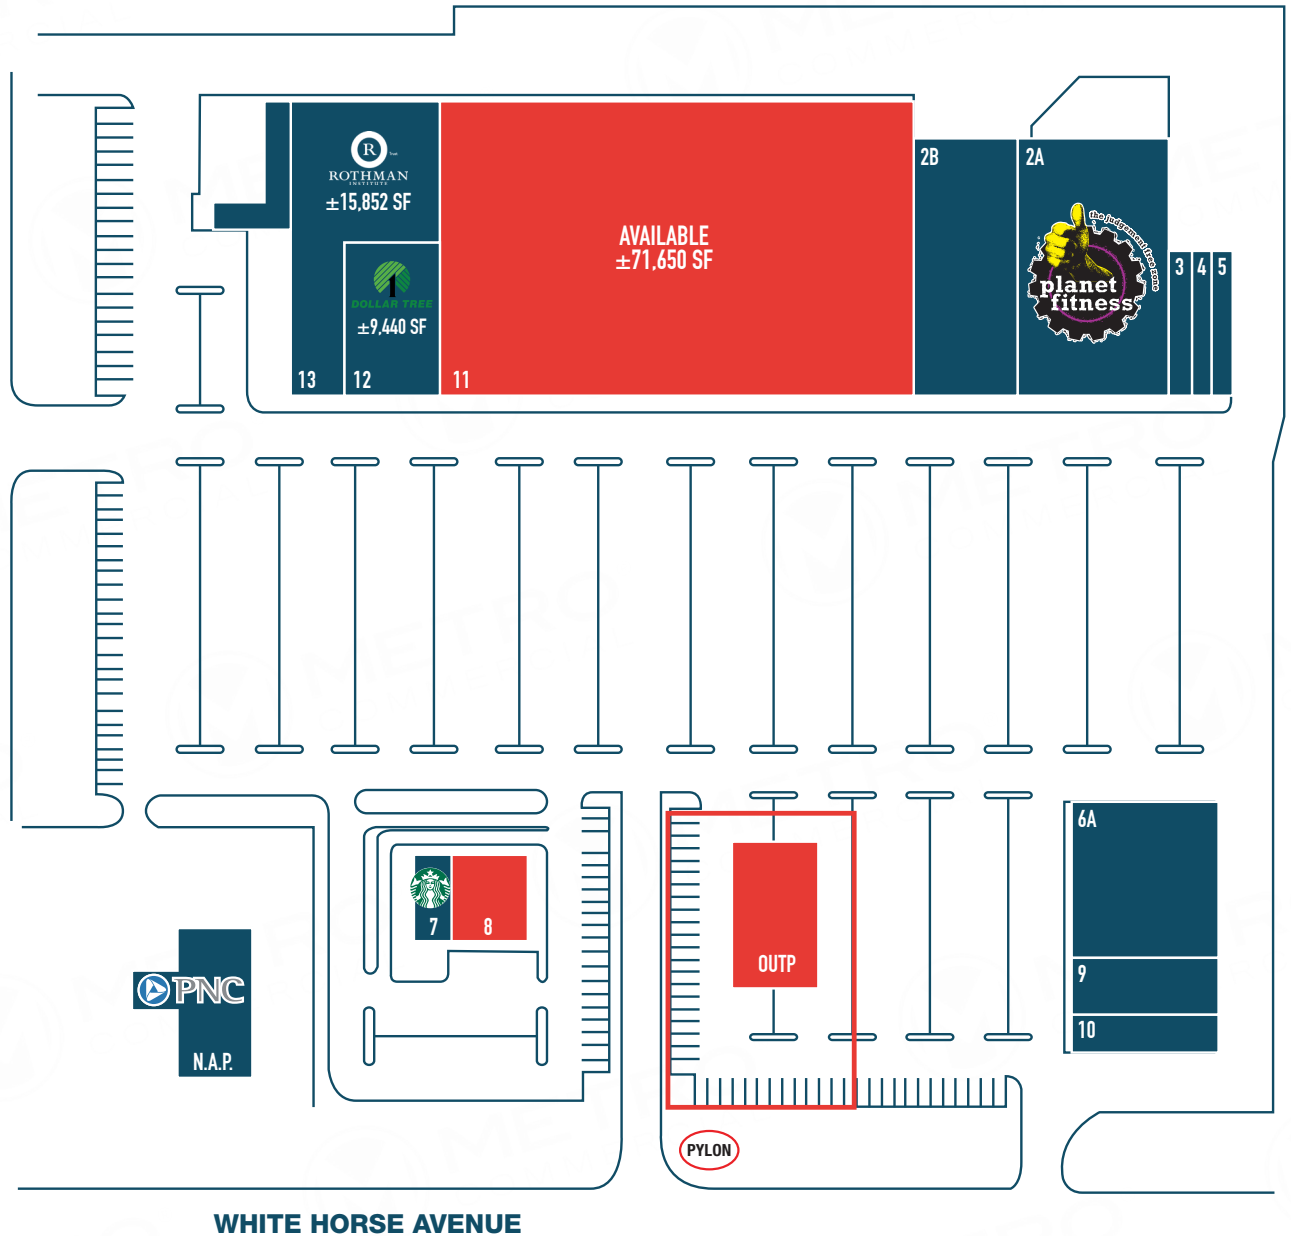 R
ROTHMAN
INSTITUTE
±15,852 SF
1
DOLLAR TREE
±9,440 SF
13
12
11
AVAILABLE
±71,650 SF
2B
2A
the judgement free zone
planet
fitness
3
4
5
7
8
OUTP
6A
9
10
PNC
N.A.P.
PYLON
WHITE HORSE AVENUE
METRO